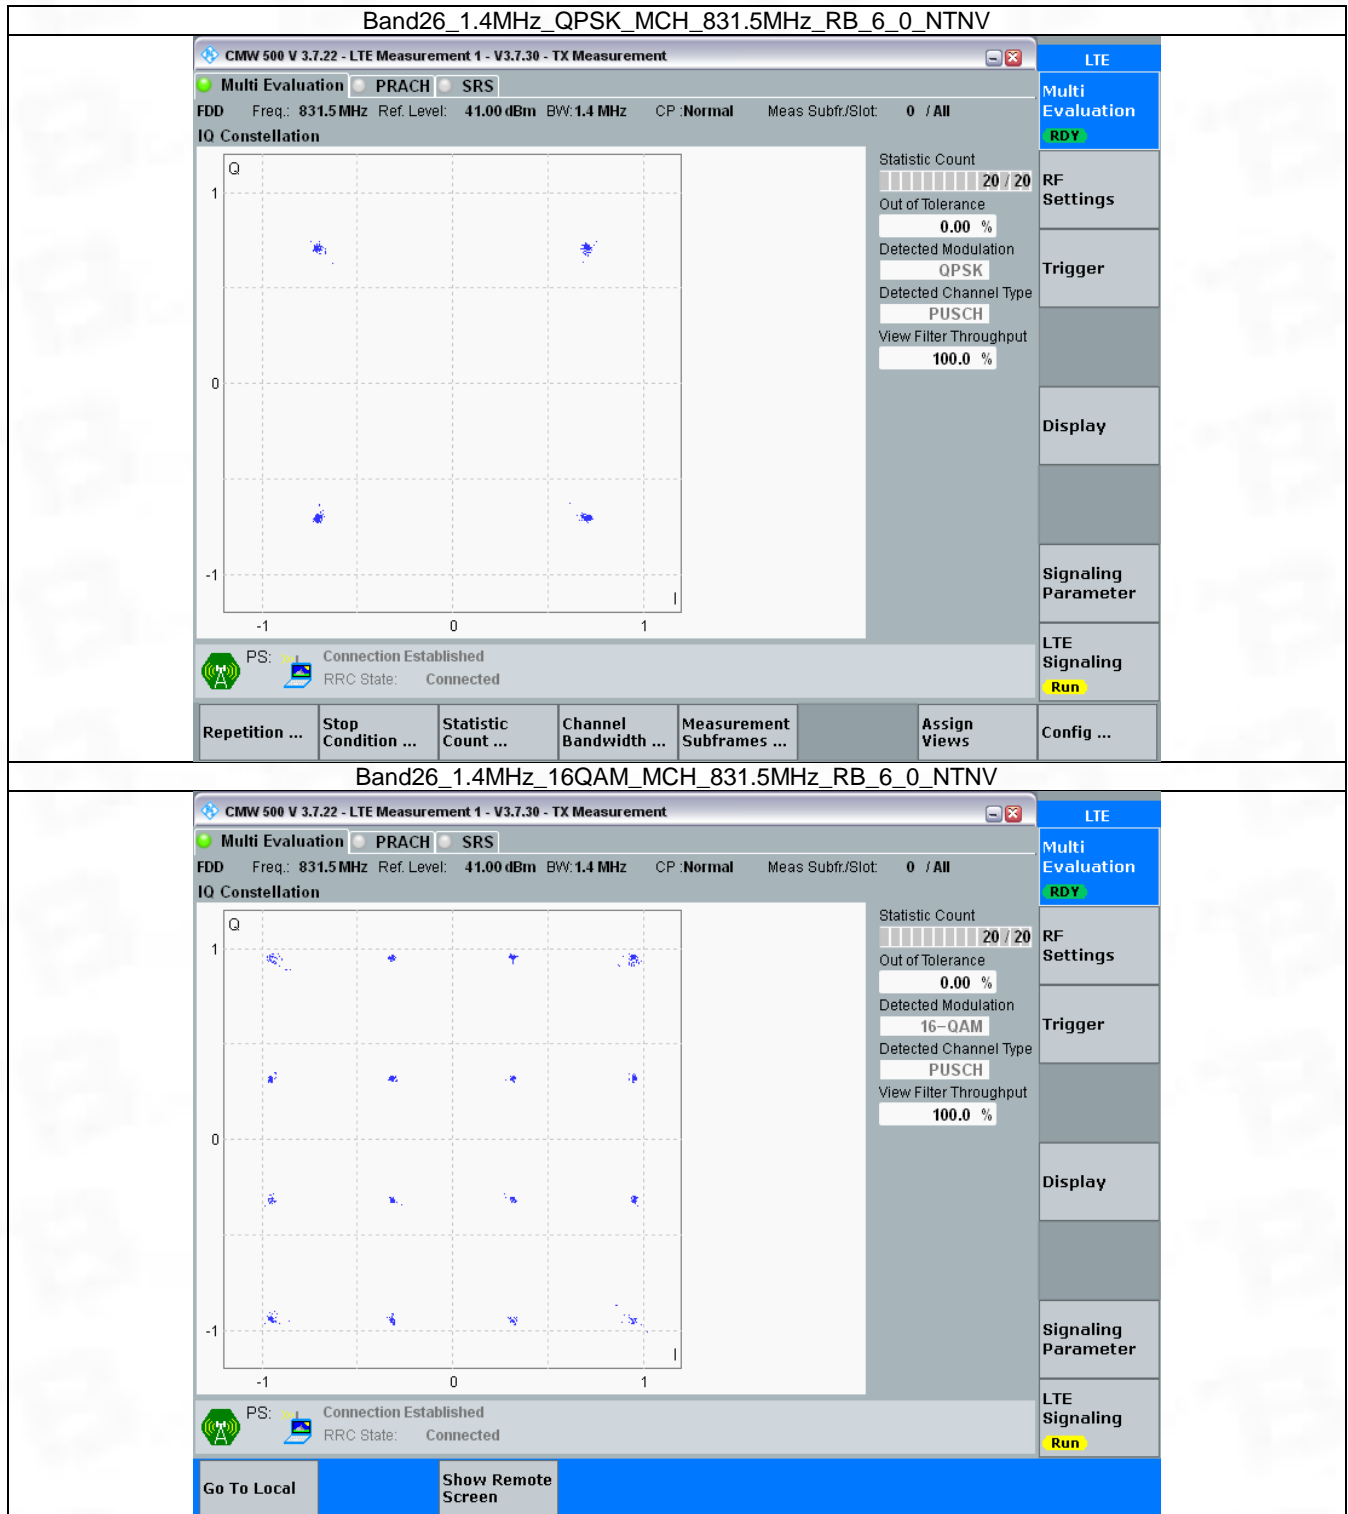 Band26_1.4MHz_QPSK_MCH_831.5MHz_RB_6_0_NTNV
CMW 500 V 3.7.22 - LTE Measurement 1 - V3.7.30 - TX Measurement
LTE
Multi Evaluation PRACH SRS
Multi
Evaluation
RDY
FDD Freq.: 831.5 MHz Ref. Level: 41.00 dBm BW: 1.4 MHz CP :Normal Meas Subfr./Slot: 0 / All
IQ Constellation
Q
1
0
-1
I
-1 0 1
Statistic Count
20 / 20
Out of Tolerance
0.00 %
Detected Modulation
QPSK
Detected Channel Type
PUSCH
View Filter Throughput
100.0 %
RF
Settings
Trigger
Display
Signaling
Parameter
LTE
Signaling
Run
PS: Connection Established
RRC State: Connected
Repetition ...
Stop
Condition ...
Statistic
Count ...
Channel
Bandwidth ...
Measurement
Subframes ...
Assign
Views
Config ...
Band26_1.4MHz_16QAM_MCH_831.5MHz_RB_6_0_NTNV
CMW 500 V 3.7.22 - LTE Measurement 1 - V3.7.30 - TX Measurement
LTE
Multi Evaluation PRACH SRS
Multi
Evaluation
RDY
FDD Freq.: 831.5 MHz Ref. Level: 41.00 dBm BW: 1.4 MHz CP :Normal Meas Subfr./Slot: 0 / All
IQ Constellation
Q
1
0
-1
I
-1 0 1
Statistic Count
20 / 20
Out of Tolerance
0.00 %
Detected Modulation
16-QAM
Detected Channel Type
PUSCH
View Filter Throughput
100.0 %
RF
Settings
Trigger
Display
Signaling
Parameter
LTE
Signaling
Run
PS: Connection Established
RRC State: Connected
Go To Local
Show Remote
Screen